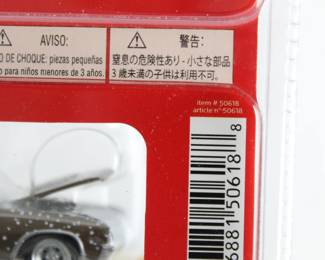 AVISO:
O DE CHOQUE: piezas pequeñas
o para niños menores de 3 años.
警告:
窒息の危険性あり - 小さな部品
3 歳未満の子供は利用不可。
item # 50618
article n° 50618
6881 50618 8